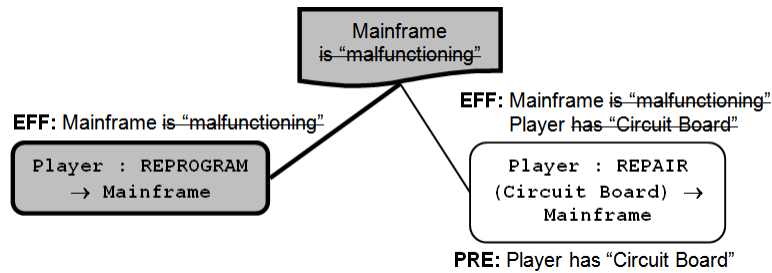 Mainframe
is “malfunctioning”
EFF: Mainframe is “malfunctioning”
Player : REPROGRAM
→ Mainframe
EFF: Mainframe is “malfunctioning”
Player has “Circuit Board”
Player : REPAIR
(Circuit Board) →
Mainframe
PRE: Player has “Circuit Board”